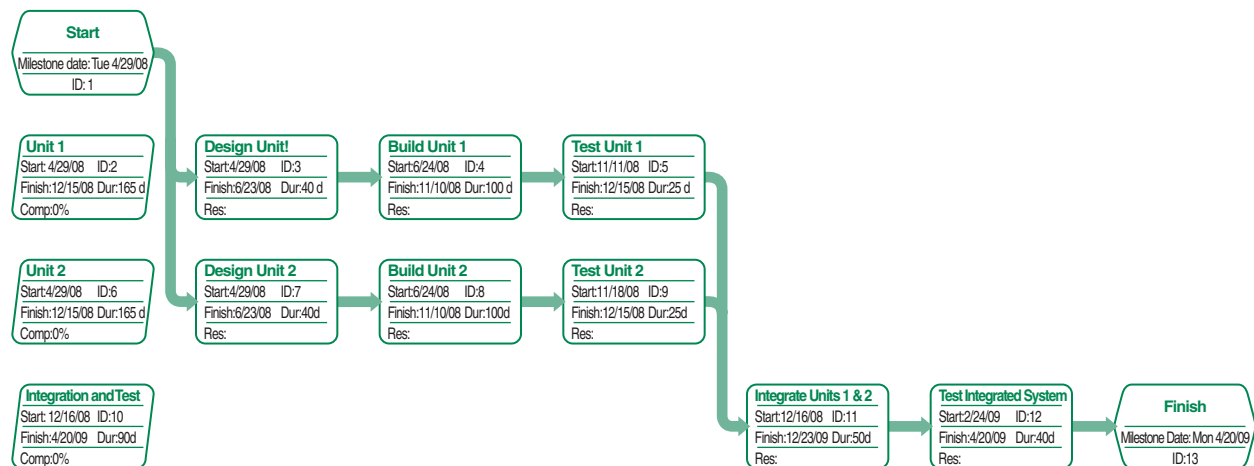 Start
Milestone date: Tue 4/29/08
ID: 1
Unit 1
Start: 4/29/08 ID:2
Finish:12/15/08 Dur:165 d
Comp:0%
Design Unit!
Start:4/29/08 ID:3
Finish:6/23/08 Dur:40 d
Res:
Build Unit 1
Start:6/24/08 ID:4
Finish:11/10/08 Dur:100 d
Res:
Test Unit 1
Start:11/11/08 ID:5
Finish:12/15/08 Dur:25 d
Res:
Unit 2
Start:4/29/08 ID:6
Finish:12/15/08 Dur:165 d
Comp:0%
Design Unit 2
Start:4/29/08 ID:7
Finish:6/23/08 Dur:40d
Res:
Build Unit 2
Start:6/24/08 ID:8
Finish:11/10/08 Dur:100d
Res:
Test Unit 2
Start:11/18/08 ID:9
Finish:12/15/08 Dur:25d
Res:
Integration and Test
Start: 12/16/08 ID:10
Finish:4/20/09 Dur:90d
Comp:0%
Integrate Units 1 & 2
Start:12/16/08 ID:11
Finish:12/23/09 Dur:50d
Res:
Test Integrated System
Start:2/24/09 ID:12
Finish:4/20/09 Dur:40d
Res:
Finish
Milestone Date: Mon 4/20/09
ID:13